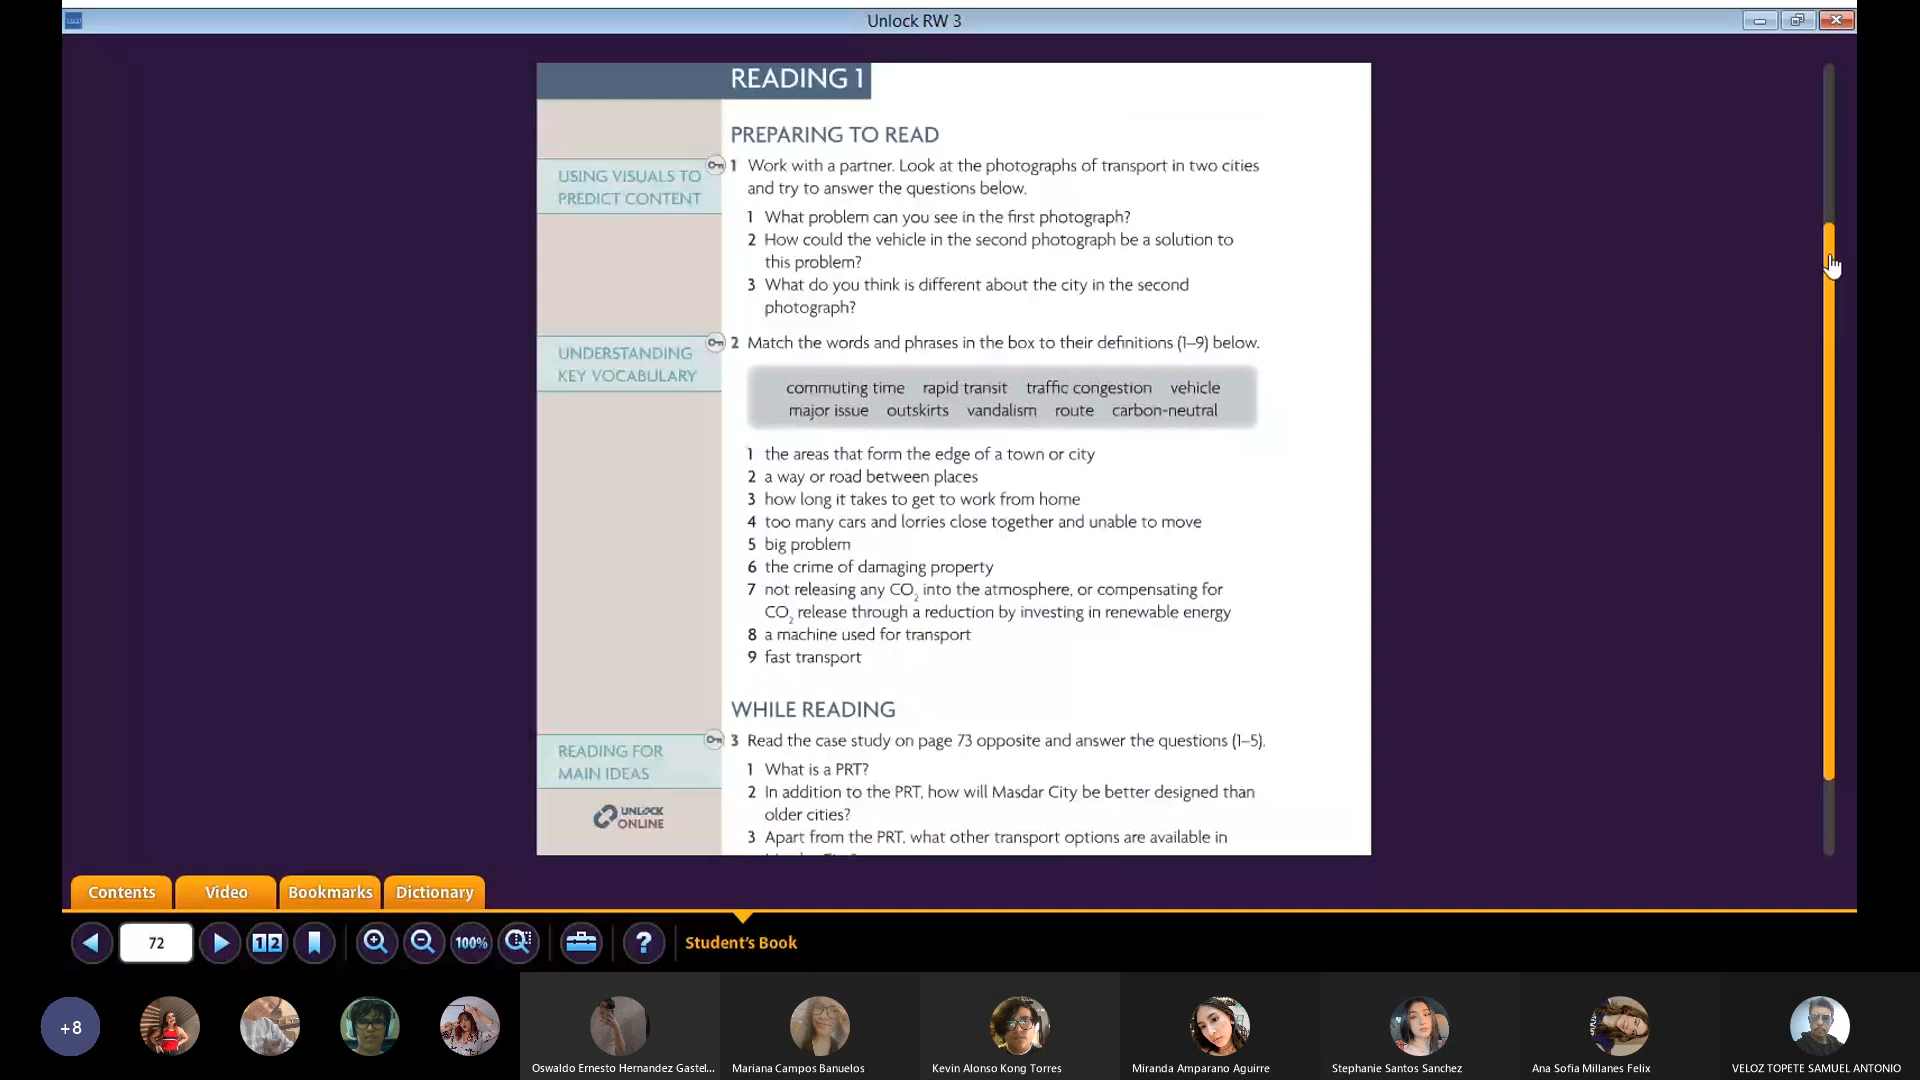 Unlock RW 3
READING 1
PREPARING TO READ
USING VISUALS TO
PREDICT CONTENT
1 Work with a partner. Look at the photographs of transport in two cities
and try to answer the questions below.
1 What problem can you see in the first photograph?
2 How could the vehicle in the second photograph be a solution to
this problem?
3 What do you think is different about the city in the second
photograph?
UNDERSTANDING
KEY VOCABULARY
2 Match the words and phrases in the box to their definitions (1–9) below.
commuting time rapid transit traffic congestion vehicle
major issue outskirts vandalism route carbon-neutral
1 the areas that form the edge of a town or city
2 a way or road between places
3 how long it takes to get to work from home
4 too many cars and lorries close together and unable to move
5 big problem
6 the crime of damaging property
7 not releasing any CO₂ into the atmosphere, or compensating for
CO₂ release through a reduction by investing in renewable energy
8 a machine used for transport
9 fast transport
WHILE READING
READING FOR
MAIN IDEAS
3 Read the case study on page 73 opposite and answer the questions (1–5).
1 What is a PRT?
2 In addition to the PRT, how will Masdar City be better designed than
older cities?
3 Apart from the PRT, what other transport options are available in
UNLOCK
ONLINE
Contents Video Bookmarks Dictionary
72 12 100% ? Student's Book
+8
Oswaldo Ernesto Hernandez Gastel...
Mariana Campos Banuelos
Kevin Alonso Kong Torres
Miranda Amparano Aguirre
Stephanie Santos Sanchez
Ana Sofia Millanes Felix
VELOZ TOPETE SAMUEL ANTONIO